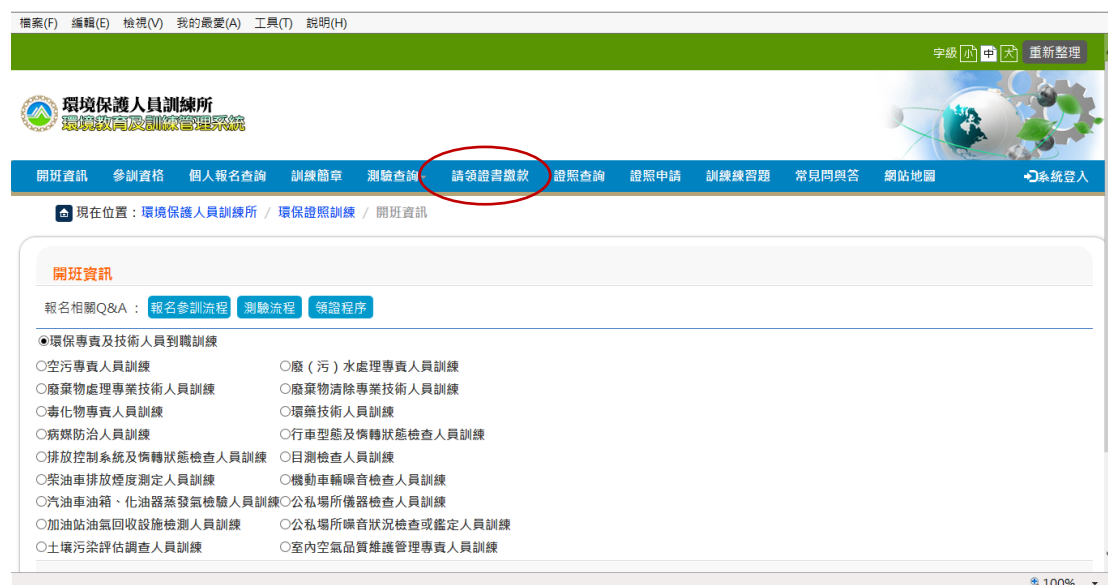 檔案(F) 編輯(E) 檢視(V) 我的最愛(A) 工具(T) 說明(H)
字級 小 中 大 重新整理
環境保護人員訓練所
環境教育及訓練管理系統
開班資訊 參訓資格 個人報名查詢 訓練簡章 測驗查詢 請領證書繳款 證照查詢 證照申請 訓練練習題 常見問與答 網站地圖 系統登入
現在位置：環境保護人員訓練所 / 環保證照訓練 / 開班資訊
開班資訊
報名相關Q&A : 報名參訓流程 測驗流程 領證程序
環保專責及技術人員到職訓練
空污專責人員訓練 廢（污）水處理專責人員訓練
廢棄物處理專業技術人員訓練 廢棄物清除專業技術人員訓練
毒化物專責人員訓練 環藥技術人員訓練
病媒防治人員訓練 行車型態及惰轉狀態檢查人員訓練
排放控制系統及惰轉狀態檢查人員訓練 目測檢查人員訓練
柴油車排放煙度測定人員訓練 機動車輛噪音檢查人員訓練
汽油車油箱、化油器蒸發氣檢驗人員訓練 公私場所儀器檢查人員訓練
加油站油氣回收設施檢測人員訓練 公私場所噪音狀況檢查或鑑定人員訓練
土壤污染評估調查人員訓練 室內空氣品質維護管理專責人員訓練
100%